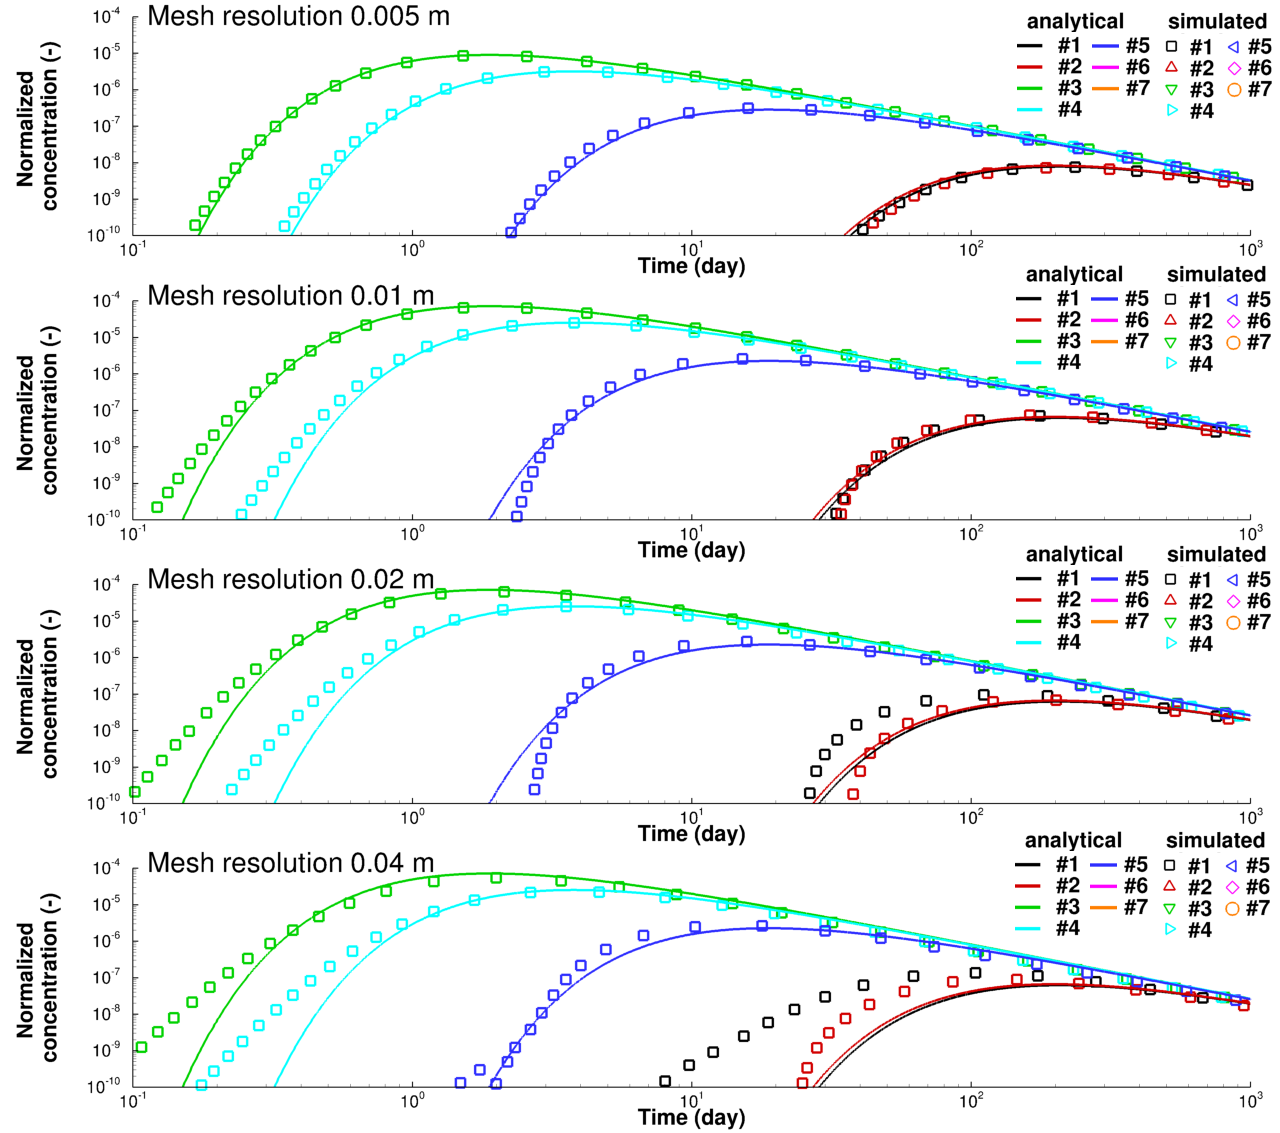 Mesh resolution 0.005 m
Normalized
concentration (-)
10⁻⁴
10⁻⁵
10⁻⁶
10⁻⁷
10⁻⁸
10⁻⁹
10⁻¹⁰
10⁻¹ 10⁰ 10¹ 10² 10³
Time (day)
analytical simulated
#1 #5 #1 #5
#2 #6 #2 #6
#3 #7 #3 #7
#4 #4
Mesh resolution 0.01 m
Normalized
concentration (-)
10⁻⁴
10⁻⁵
10⁻⁶
10⁻⁷
10⁻⁸
10⁻⁹
10⁻¹⁰
10⁻¹ 10⁰ 10¹ 10² 10³
Time (day)
analytical simulated
#1 #5 #1 #5
#2 #6 #2 #6
#3 #7 #3 #7
#4 #4
Mesh resolution 0.02 m
Normalized
concentration (-)
10⁻⁴
10⁻⁵
10⁻⁶
10⁻⁷
10⁻⁸
10⁻⁹
10⁻¹⁰
10⁻¹ 10⁰ 10¹ 10² 10³
Time (day)
analytical simulated
#1 #5 #1 #5
#2 #6 #2 #6
#3 #7 #3 #7
#4 #4
Mesh resolution 0.04 m
Normalized
concentration (-)
10⁻⁴
10⁻⁵
10⁻⁶
10⁻⁷
10⁻⁸
10⁻⁹
10⁻¹⁰
10⁻¹ 10⁰ 10¹ 10² 10³
Time (day)
analytical simulated
#1 #5 #1 #5
#2 #6 #2 #6
#3 #7 #3 #7
#4 #4